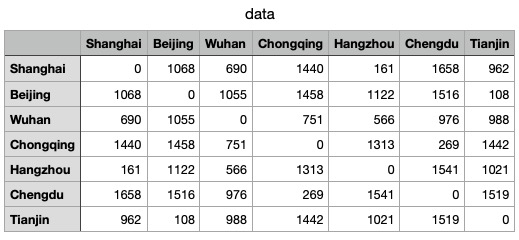 data
Shanghai Beijing Wuhan Chongqing Hangzhou Chengdu Tianjin
Shanghai 0 1068 690 1440 161 1658 962
Beijing 1068 0 1055 1458 1122 1516 108
Wuhan 690 1055 0 751 566 976 988
Chongqing 1440 1458 751 0 1313 269 1442
Hangzhou 161 1122 566 1313 0 1541 1021
Chengdu 1658 1516 976 269 1541 0 1519
Tianjin 962 108 988 1442 1021 1519 0